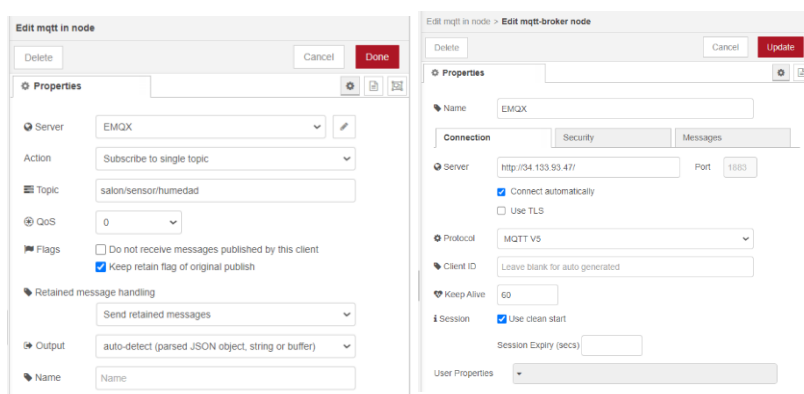 Edit mqtt in node
Delete
Cancel
Done
Properties
Server
EMQX
Action
Subscribe to single topic
Topic
salon/sensor/humedad
QoS
0
Flags
Do not receive messages published by this client
Keep retain flag of original publish
Retained message handling
Send retained messages
Output
auto-detect (parsed JSON object, string or buffer)
Name
Name
Edit mqtt in node > Edit mqtt-broker node
Delete
Cancel
Update
Properties
Name
EMQX
Connection
Security
Messages
Server
http://34.133.93.47/
Port
1883
Connect automatically
Use TLS
Protocol
MQTT V5
Client ID
Leave blank for auto generated
Keep Alive
60
Session
Use clean start
Session Expiry (secs)
User Properties